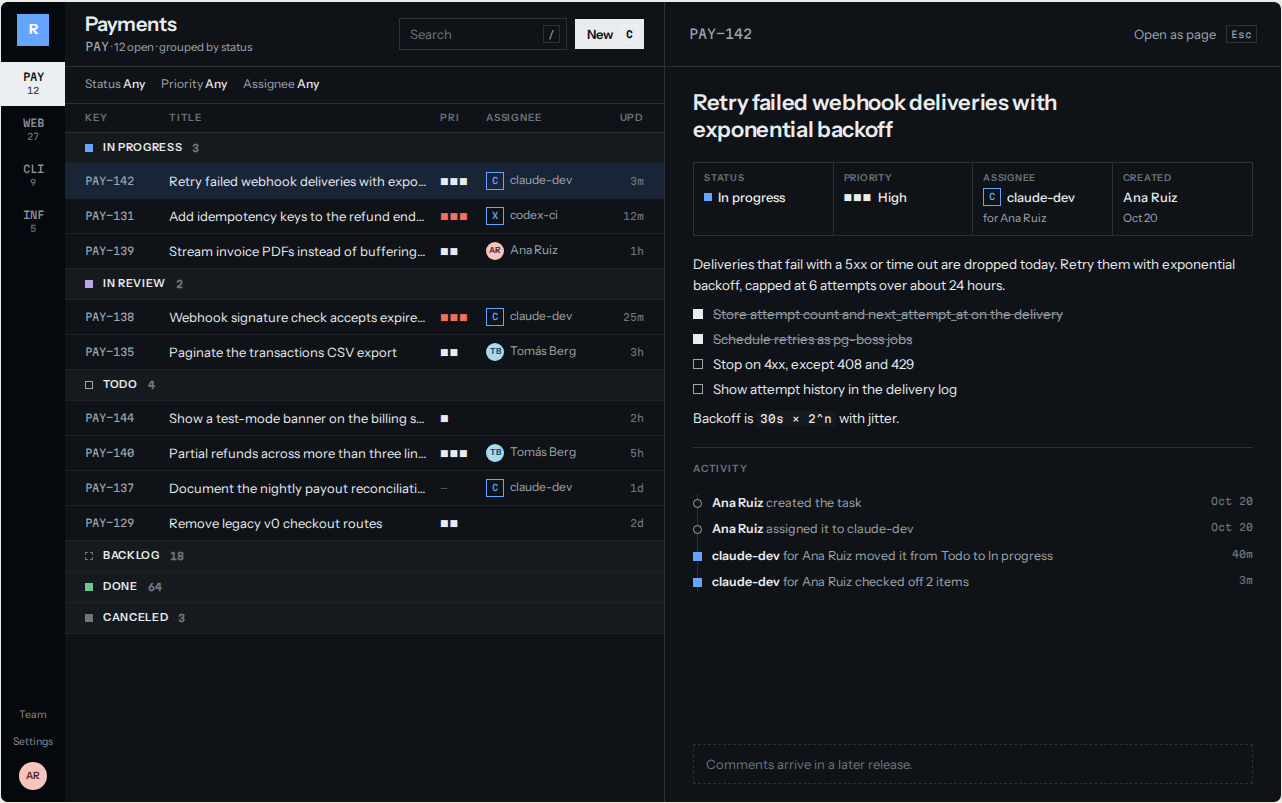 R
PAY
12
WEB
27
CLI
9
INF
5
Team
Settings
AR
Payments
PAY · 12 open · grouped by status
Search /
New C
Status Any Priority Any Assignee Any
KEY TITLE PRI ASSIGNEE UPD
IN PROGRESS 3
PAY-142 Retry failed webhook deliveries with expo… C claude-dev 3m
PAY-131 Add idempotency keys to the refund end… X codex-ci 12m
PAY-139 Stream invoice PDFs instead of buffering… AR Ana Ruiz 1h
IN REVIEW 2
PAY-138 Webhook signature check accepts expire… C claude-dev 25m
PAY-135 Paginate the transactions CSV export TB Tomás Berg 3h
TODO 4
PAY-144 Show a test-mode banner on the billing s… 2h
PAY-140 Partial refunds across more than three lin… TB Tomás Berg 5h
PAY-137 Document the nightly payout reconciliati… – C claude-dev 1d
PAY-129 Remove legacy v0 checkout routes 2d
BACKLOG 18
DONE 64
CANCELED 3
PAY-142
Open as page Esc
Retry failed webhook deliveries with
exponential backoff
STATUS PRIORITY ASSIGNEE CREATED
In progress High C claude-dev Ana Ruiz
for Ana Ruiz Oct 20
Deliveries that fail with a 5xx or time out are dropped today. Retry them with exponential
backoff, capped at 6 attempts over about 24 hours.
Store attempt count and next_attempt_at on the delivery
Schedule retries as pg-boss jobs
Stop on 4xx, except 408 and 429
Show attempt history in the delivery log
Backoff is 30s × 2^n with jitter.
ACTIVITY
Ana Ruiz created the task Oct 20
Ana Ruiz assigned it to claude-dev Oct 20
claude-dev for Ana Ruiz moved it from Todo to In progress 40m
claude-dev for Ana Ruiz checked off 2 items 3m
Comments arrive in a later release.